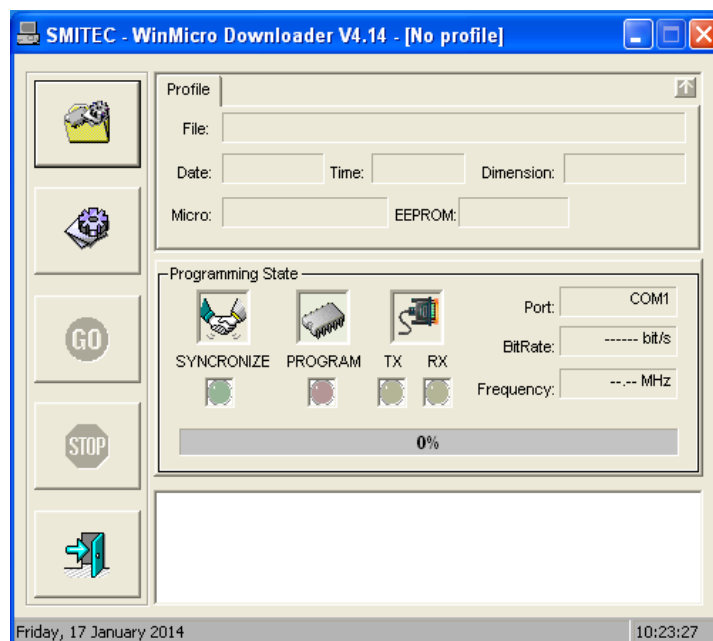 SMITEC - WinMicro Downloader V4.14 - [No profile]
Profile
File:
Date: Time: Dimension:
Micro: EEPROM:
Programming State
Port: COM1
BitRate: ------ bit/s
Frequency: --.-- MHz
SYNCRONIZE PROGRAM TX RX
0%
GO
STOP
Friday, 17 January 2014 10:23:27